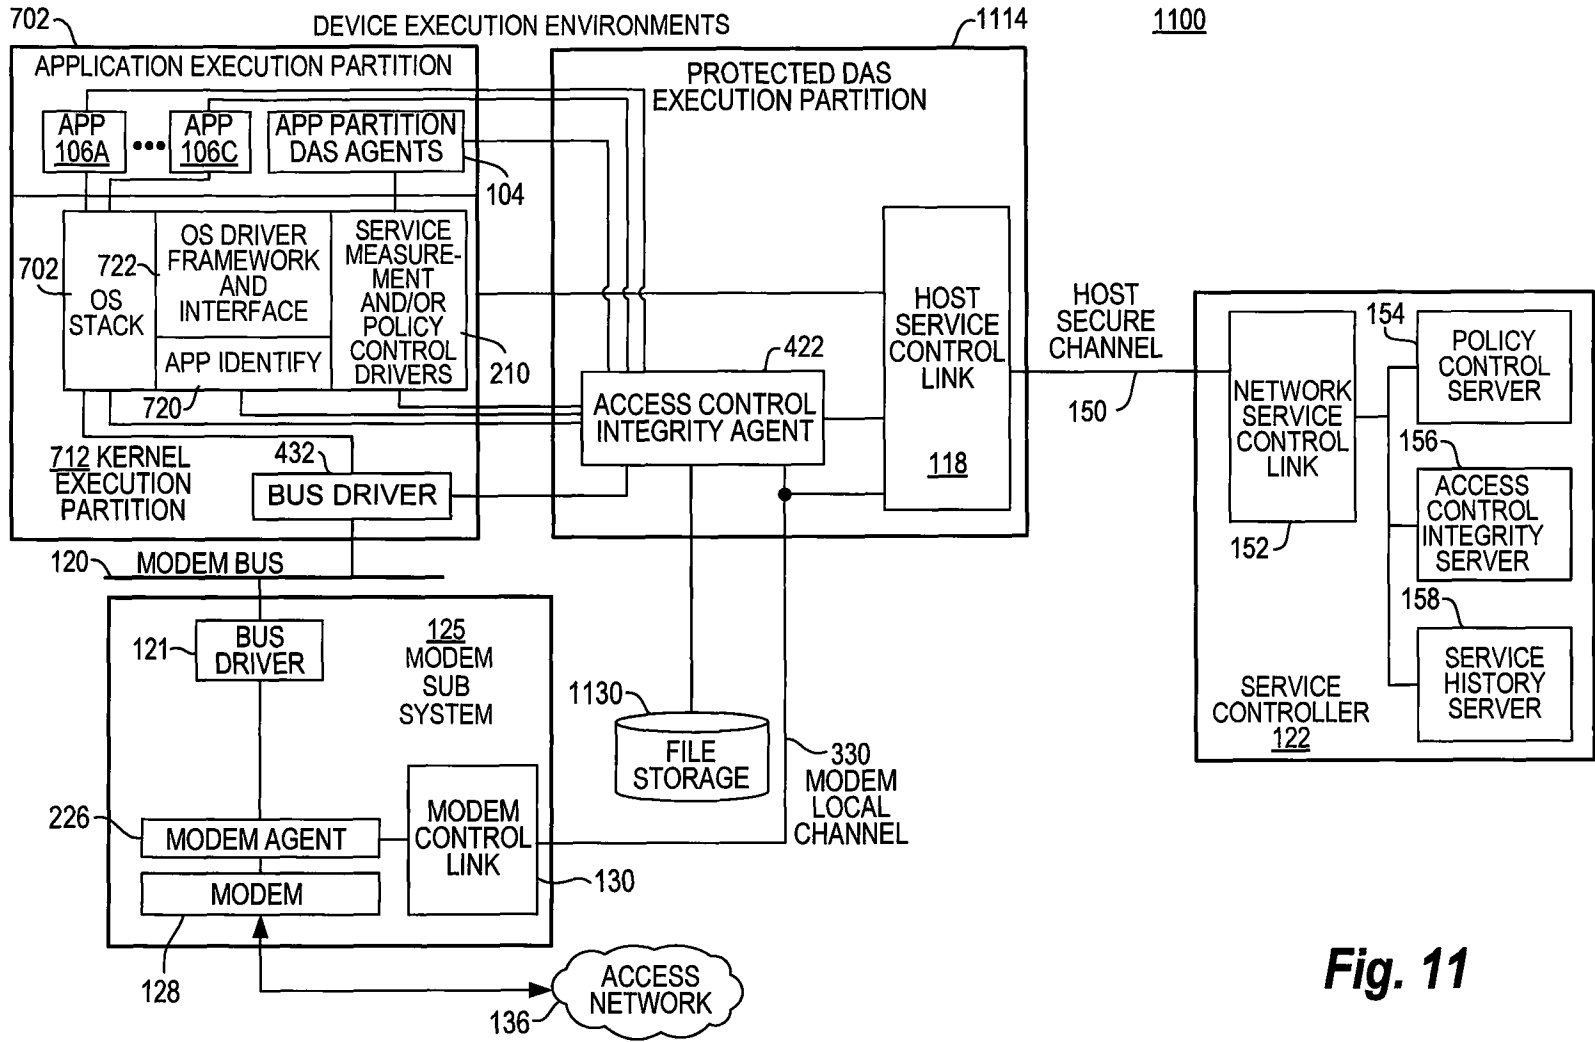 702
DEVICE EXECUTION ENVIRONMENTS
1114
1100
APPLICATION EXECUTION PARTITION
APP
106A
•••
APP
106C
APP PARTITION
DAS AGENTS
104
702
OS
STACK
722
OS DRIVER
FRAMEWORK
AND
INTERFACE
APP IDENTIFY
720
SERVICE
MEASURE-
MENT
AND/OR
POLICY
CONTROL
DRIVERS
210
712 KERNEL
EXECUTION
PARTITION
432
BUS DRIVER
PROTECTED DAS
EXECUTION PARTITION
422
ACCESS CONTROL
INTEGRITY AGENT
HOST
SERVICE
CONTROL
LINK
118
HOST
SECURE
CHANNEL
150
NETWORK
SERVICE
CONTROL
LINK
152
154
POLICY
CONTROL
SERVER
156
ACCESS
CONTROL
INTEGRITY
SERVER
158
SERVICE
HISTORY
SERVER
SERVICE
CONTROLLER
122
120
MODEM BUS
121
BUS
DRIVER
125
MODEM
SUB
SYSTEM
226
MODEM AGENT
MODEM
128
MODEM
CONTROL
LINK
130
1130
FILE
STORAGE
330
MODEM
LOCAL
CHANNEL
ACCESS
NETWORK
136
Fig. 11